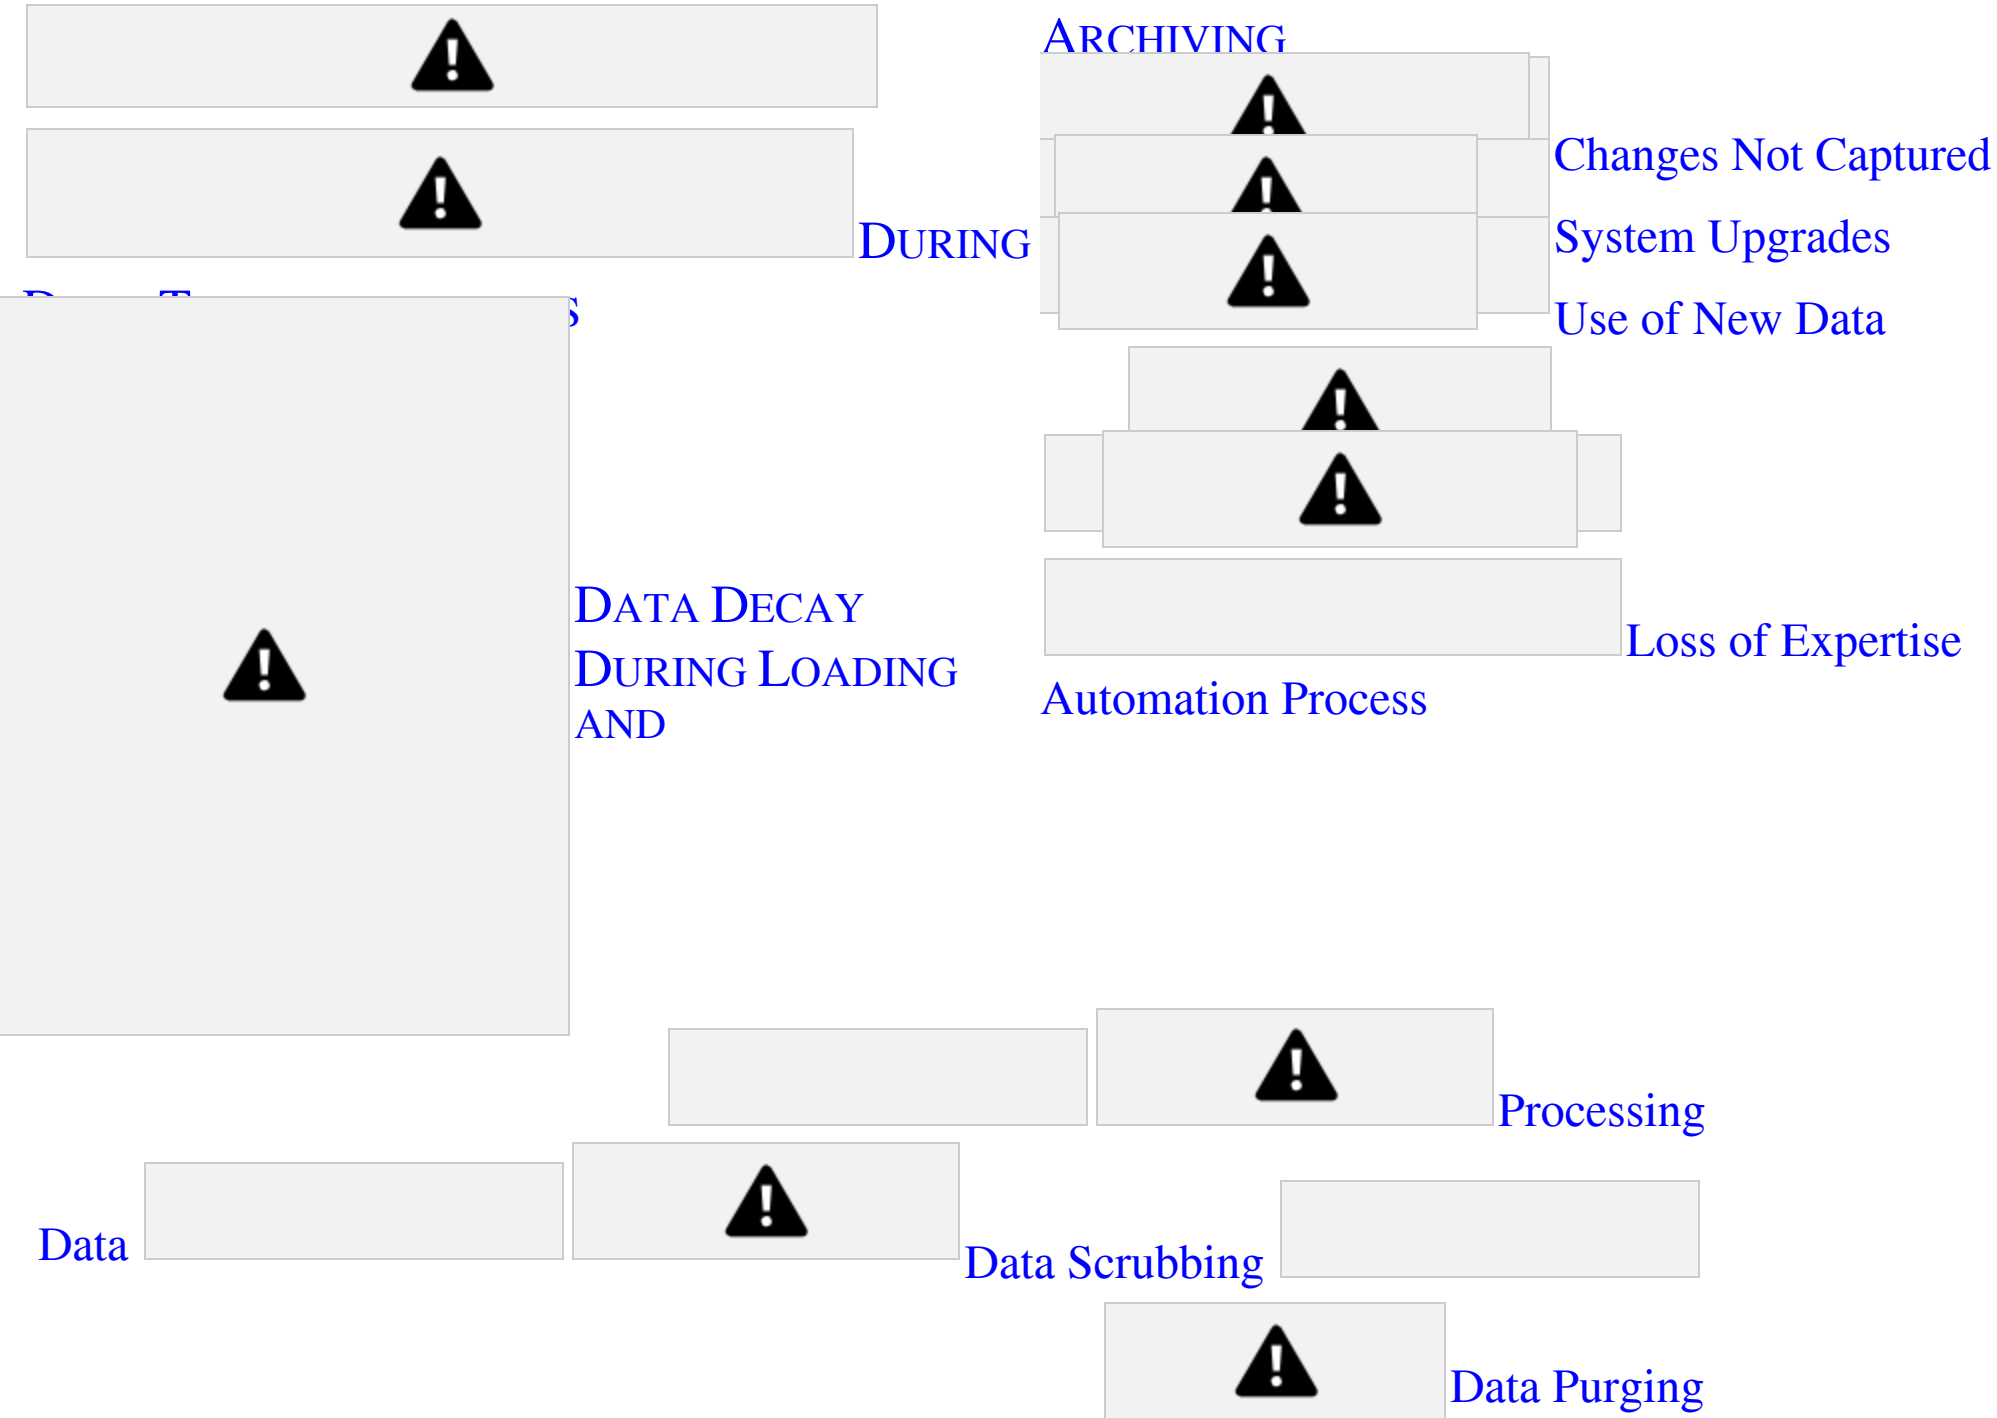 ARCHIVING
DURING
DATA DECAY
DURING LOADING
AND
Changes Not Captured
System Upgrades
Use of New Data
Loss of Expertise
Automation Process
Processing
Data
Data Scrubbing
Data Purging